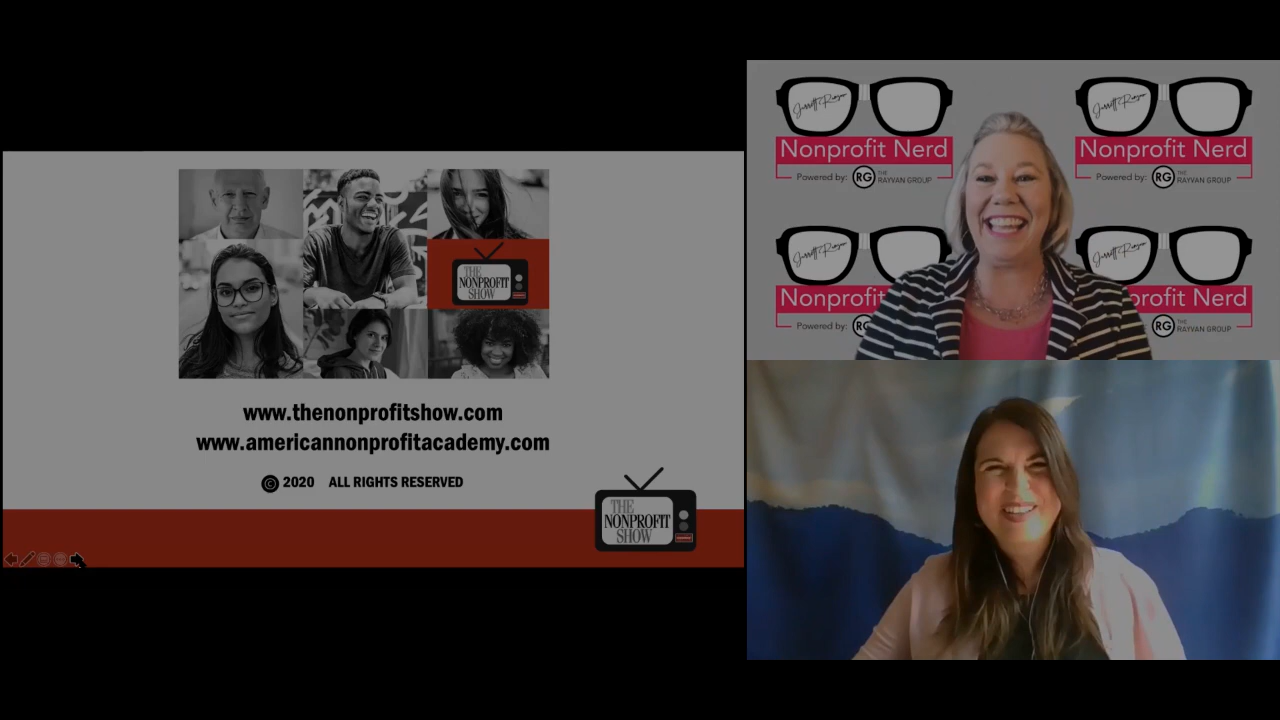 THE
NONPROFIT
SHOW
www.thenonprofitshow.com
www.americannonprofitacademy.com
© 2020 ALL RIGHTS RESERVED
THE
NONPROFIT
SHOW
Nonprofit Nerd
Powered by: RG THE
RAYVAN GROUP
Nonprofit Nerd
Powered by: RG THE
RAYVAN GROUP
Nonprofit
Powered by:
profit Nerd
RG THE
RAYVAN GROUP